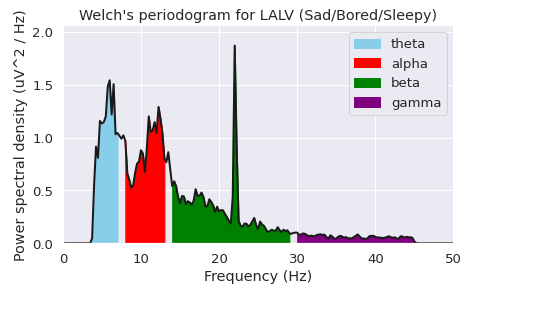 Welch's periodogram for LALV (Sad/Bored/Sleepy)
Power spectral density (uV^2 / Hz)
2.0
1.5
1.0
0.5
0.0
theta
alpha
beta
gamma
0 10 20 30 40 50
Frequency (Hz)